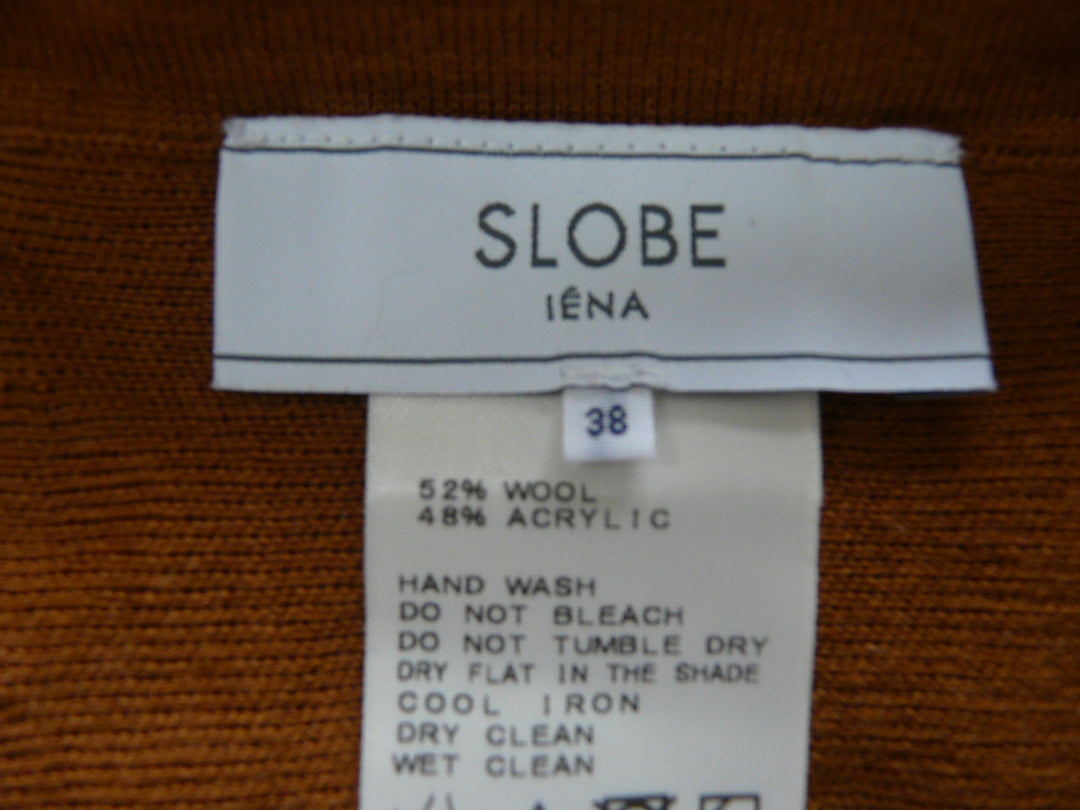 SLOBE
IÊNA
38
52% WOOL
48% ACRYLIC
HAND WASH
DO NOT BLEACH
DO NOT TUMBLE DRY
DRY FLAT IN THE SHADE
COOL IRON
DRY CLEAN
WET CLEAN